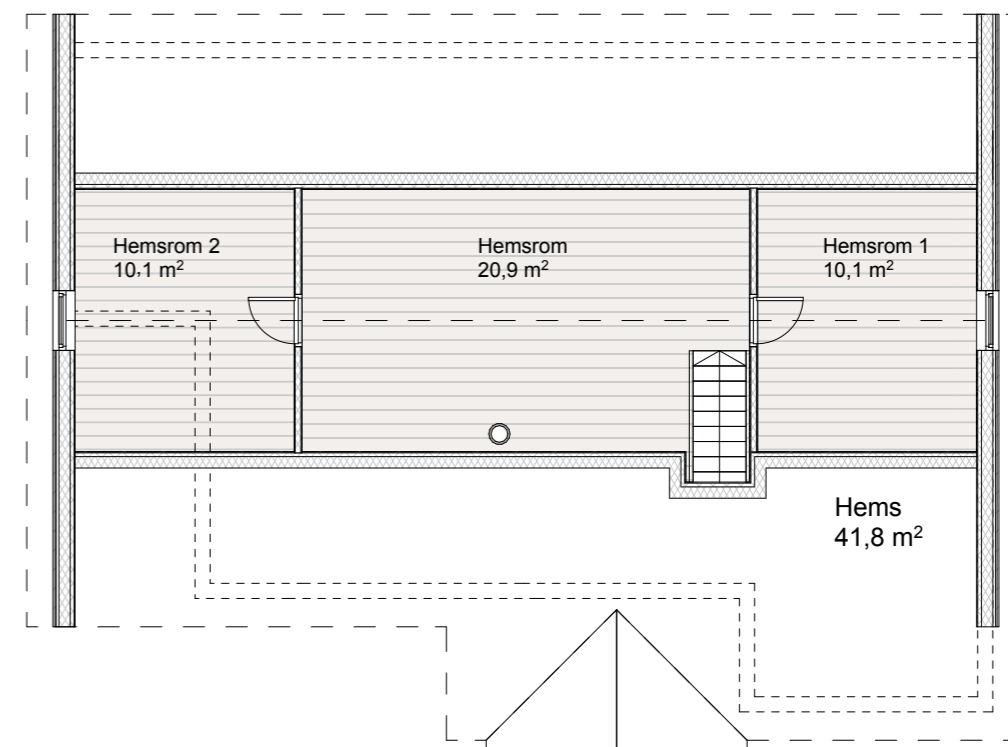 Hemsrom 2
10,1 m²
Hemsrom
20,9 m²
Hemsrom 1
10,1 m²
Hems
41,8 m²